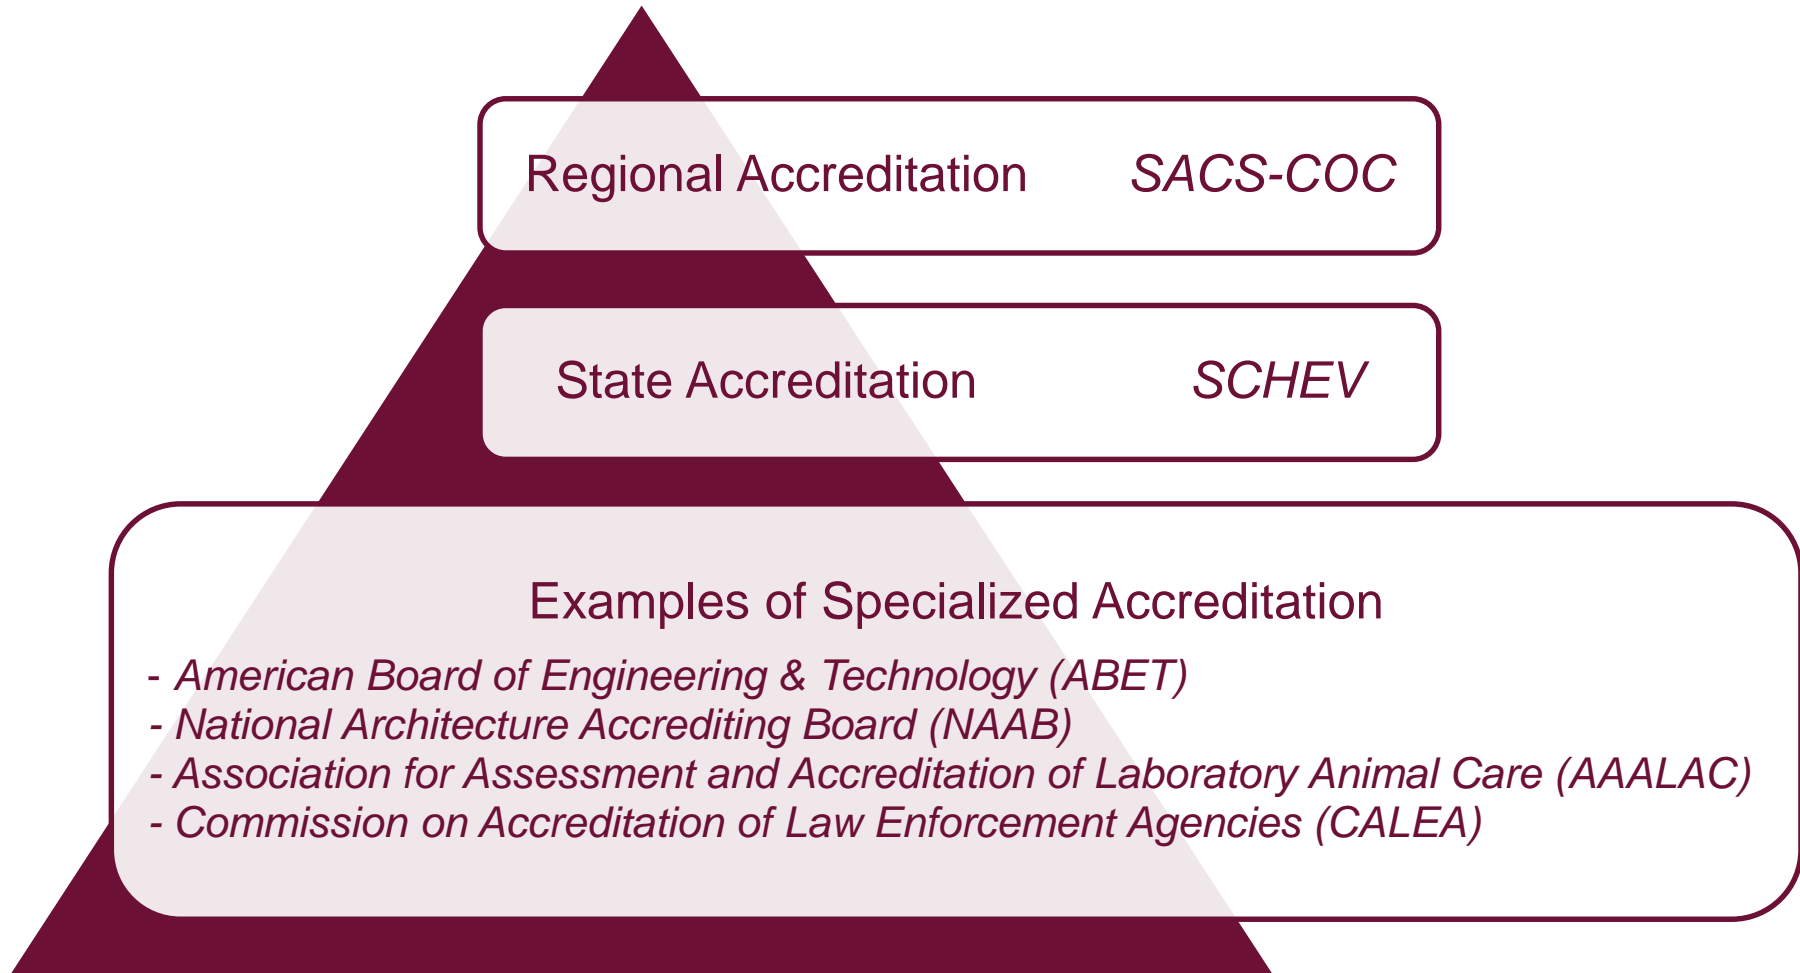 Regional Accreditation SACS-COC
State Accreditation SCHEV
Examples of Specialized Accreditation
- American Board of Engineering & Technology (ABET)
- National Architecture Accrediting Board (NAAB)
- Association for Assessment and Accreditation of Laboratory Animal Care (AAALAC)
- Commission on Accreditation of Law Enforcement Agencies (CALEA)